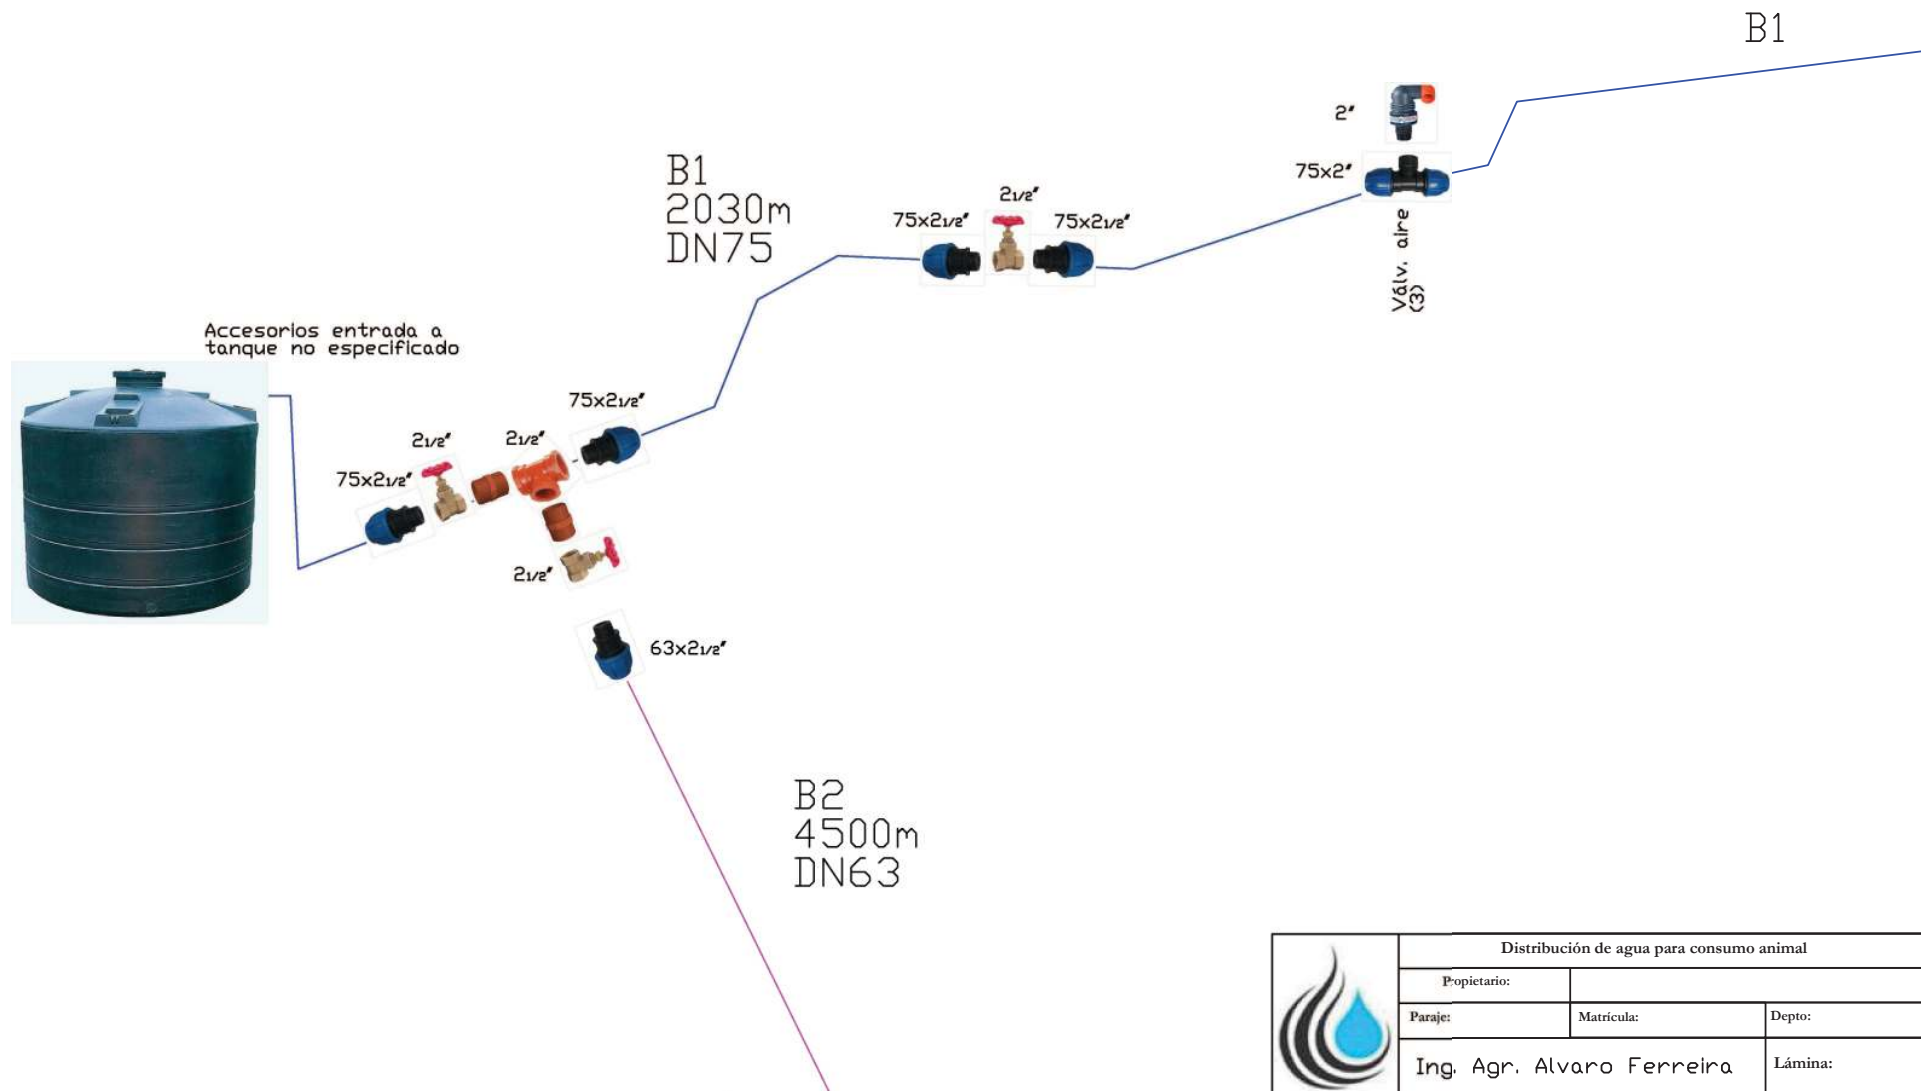 B1
2"
75x2"
Válv. aire
(3)
B1
2030m
DN75
75x21/2"
21/2"
75x21/2"
Accesorios entrada a
tanque no especificado
75x21/2"
21/2"
21/2"
75x21/2"
21/2"
63x21/2"
B2
4500m
DN63
Distribución de agua para consumo animal
Propietario:
Paraje:
Matrícula:
Depto:
Ing. Agr. Alvaro Ferreira
Lámina: